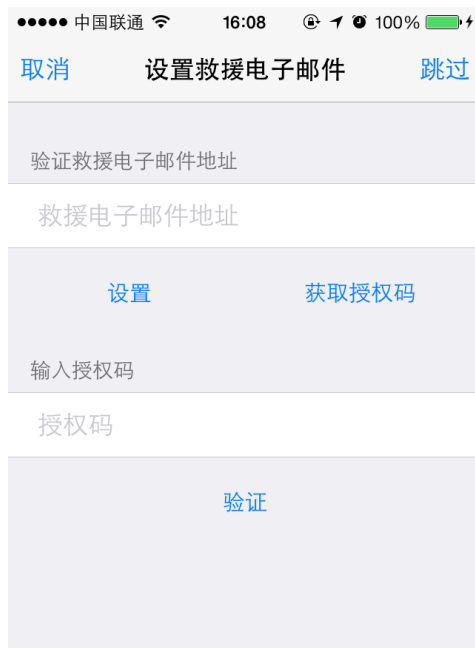 中国联通 16:08 100%
取消 设置救援电子邮件 跳过
验证救援电子邮件地址
救援电子邮件地址
设置 获取授权码
输入授权码
授权码
验证